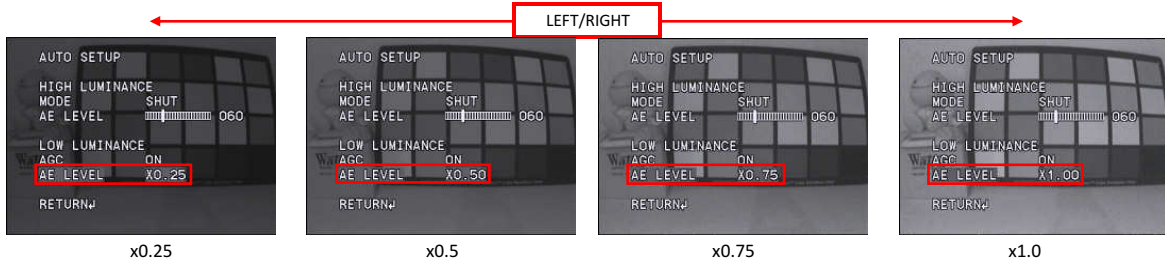 LEFT/RIGHT
AUTO SETUP
HIGH LUMINANCE
MODE SHUT
AE LEVEL 060
LOW LUMINANCE
AGC ON
AE LEVEL X0.25
RETURN↵
x0.25
AUTO SETUP
HIGH LUMINANCE
MODE SHUT
AE LEVEL 060
LOW LUMINANCE
AGC ON
AE LEVEL X0.50
RETURN↵
x0.5
AUTO SETUP
HIGH LUMINANCE
MODE SHUT
AE LEVEL 060
LOW LUMINANCE
AGC ON
AE LEVEL X0.75
RETURN↵
x0.75
AUTO SETUP
HIGH LUMINANCE
MODE SHUT
AE LEVEL 060
LOW LUMINANCE
AGC ON
AE LEVEL X1.00
RETURN↵
x1.0